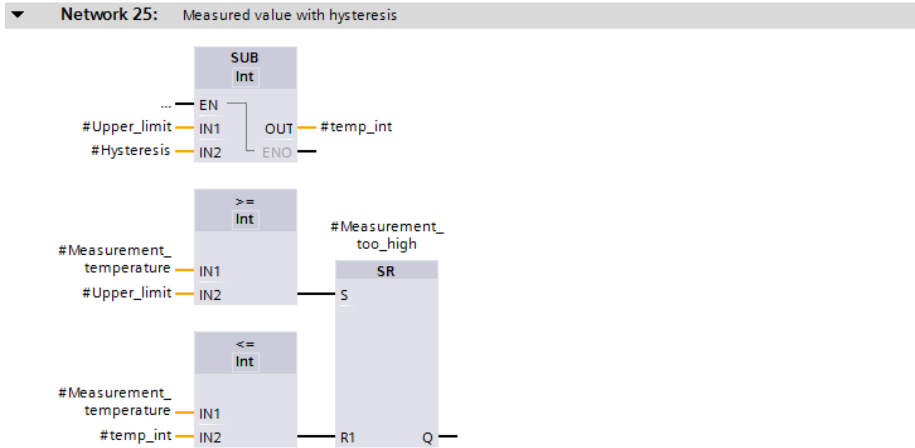 Network 25: Measured value with hysteresis
SUB
Int
... EN
#Upper_limit IN1 OUT #temp_int
#Hysteresis IN2 ENO
>=
Int
#Measurement_
too_high
#Measurement_
temperature IN1
SR
#Upper_limit IN2 S
<=
Int
#Measurement_
temperature IN1
#temp_int IN2 R1 Q